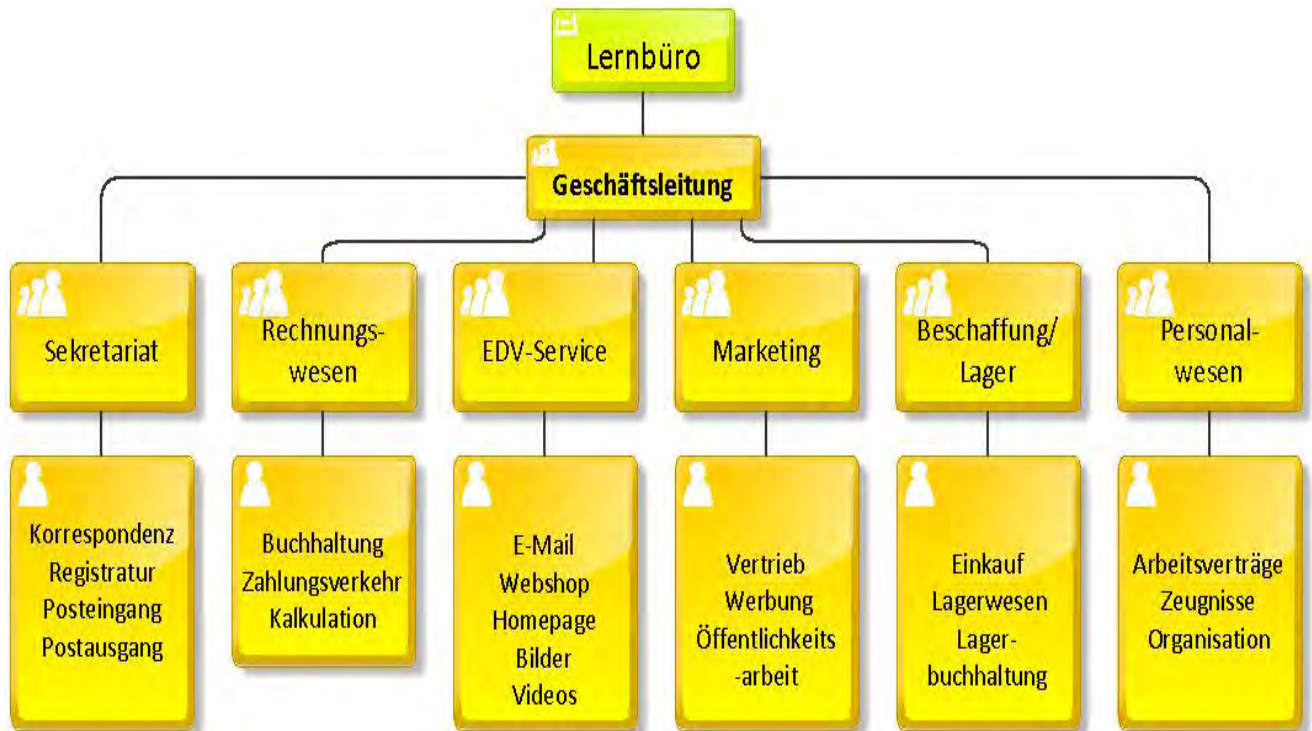 Lernbüro
Geschäftsleitung
Sekretariat
Rechnungs-
wesen
EDV-Service
Marketing
Beschaffung/
Lager
Personal-
wesen
Korrespondenz
Registratur
Posteingang
Postausgang
Buchhaltung
Zahlungsverkehr
Kalkulation
E-Mail
Webshop
Homepage
Bilder
Videos
Vertrieb
Werbung
Öffentlichkeits
-arbeit
Einkauf
Lagerwesen
Lager-
buchhaltung
Arbeitsverträge
Zeugnisse
Organisation